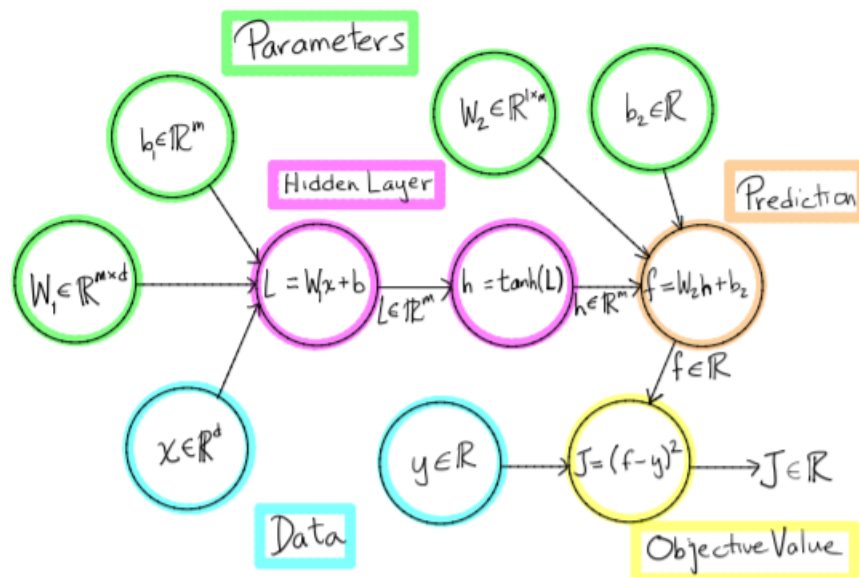 Parameters
b₁∈ℝᵐ
W₂∈ℝ¹ˣᵐ
b₂∈ℝ
Hidden Layer
Prediction
W₁∈ℝᵐˣᵈ
L = W₁x+b
L∈ℝᵐ
h = tanh(L)
h∈ℝᵐ
f=W₂h+b₂
f∈ℝ
x∈ℝᵈ
y∈ℝ
J=(f-y)²
J∈ℝ
Data
Objective Value